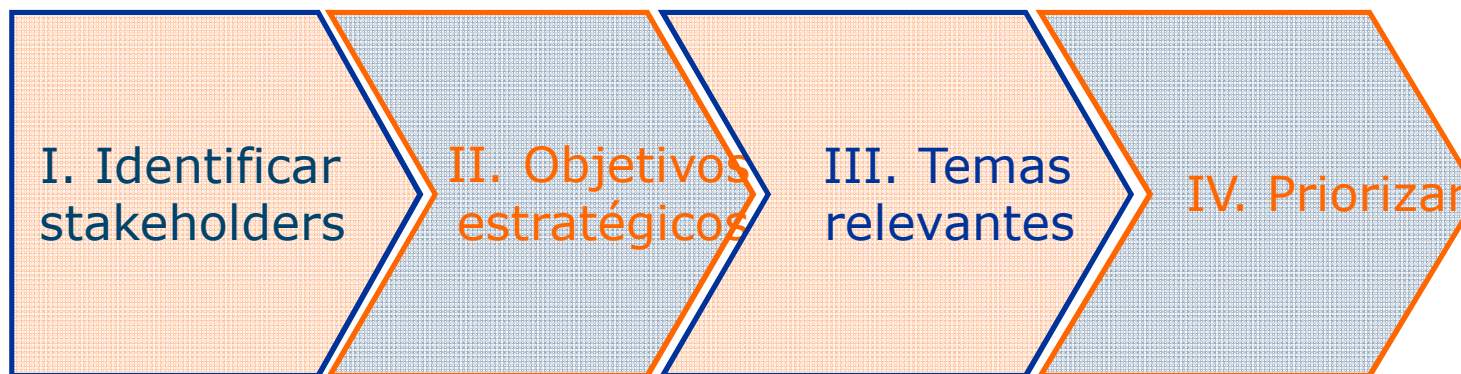 I. Identificar
stakeholders
II. Objetivos
estratégicos
III. Temas
relevantes
IV. Priorizar